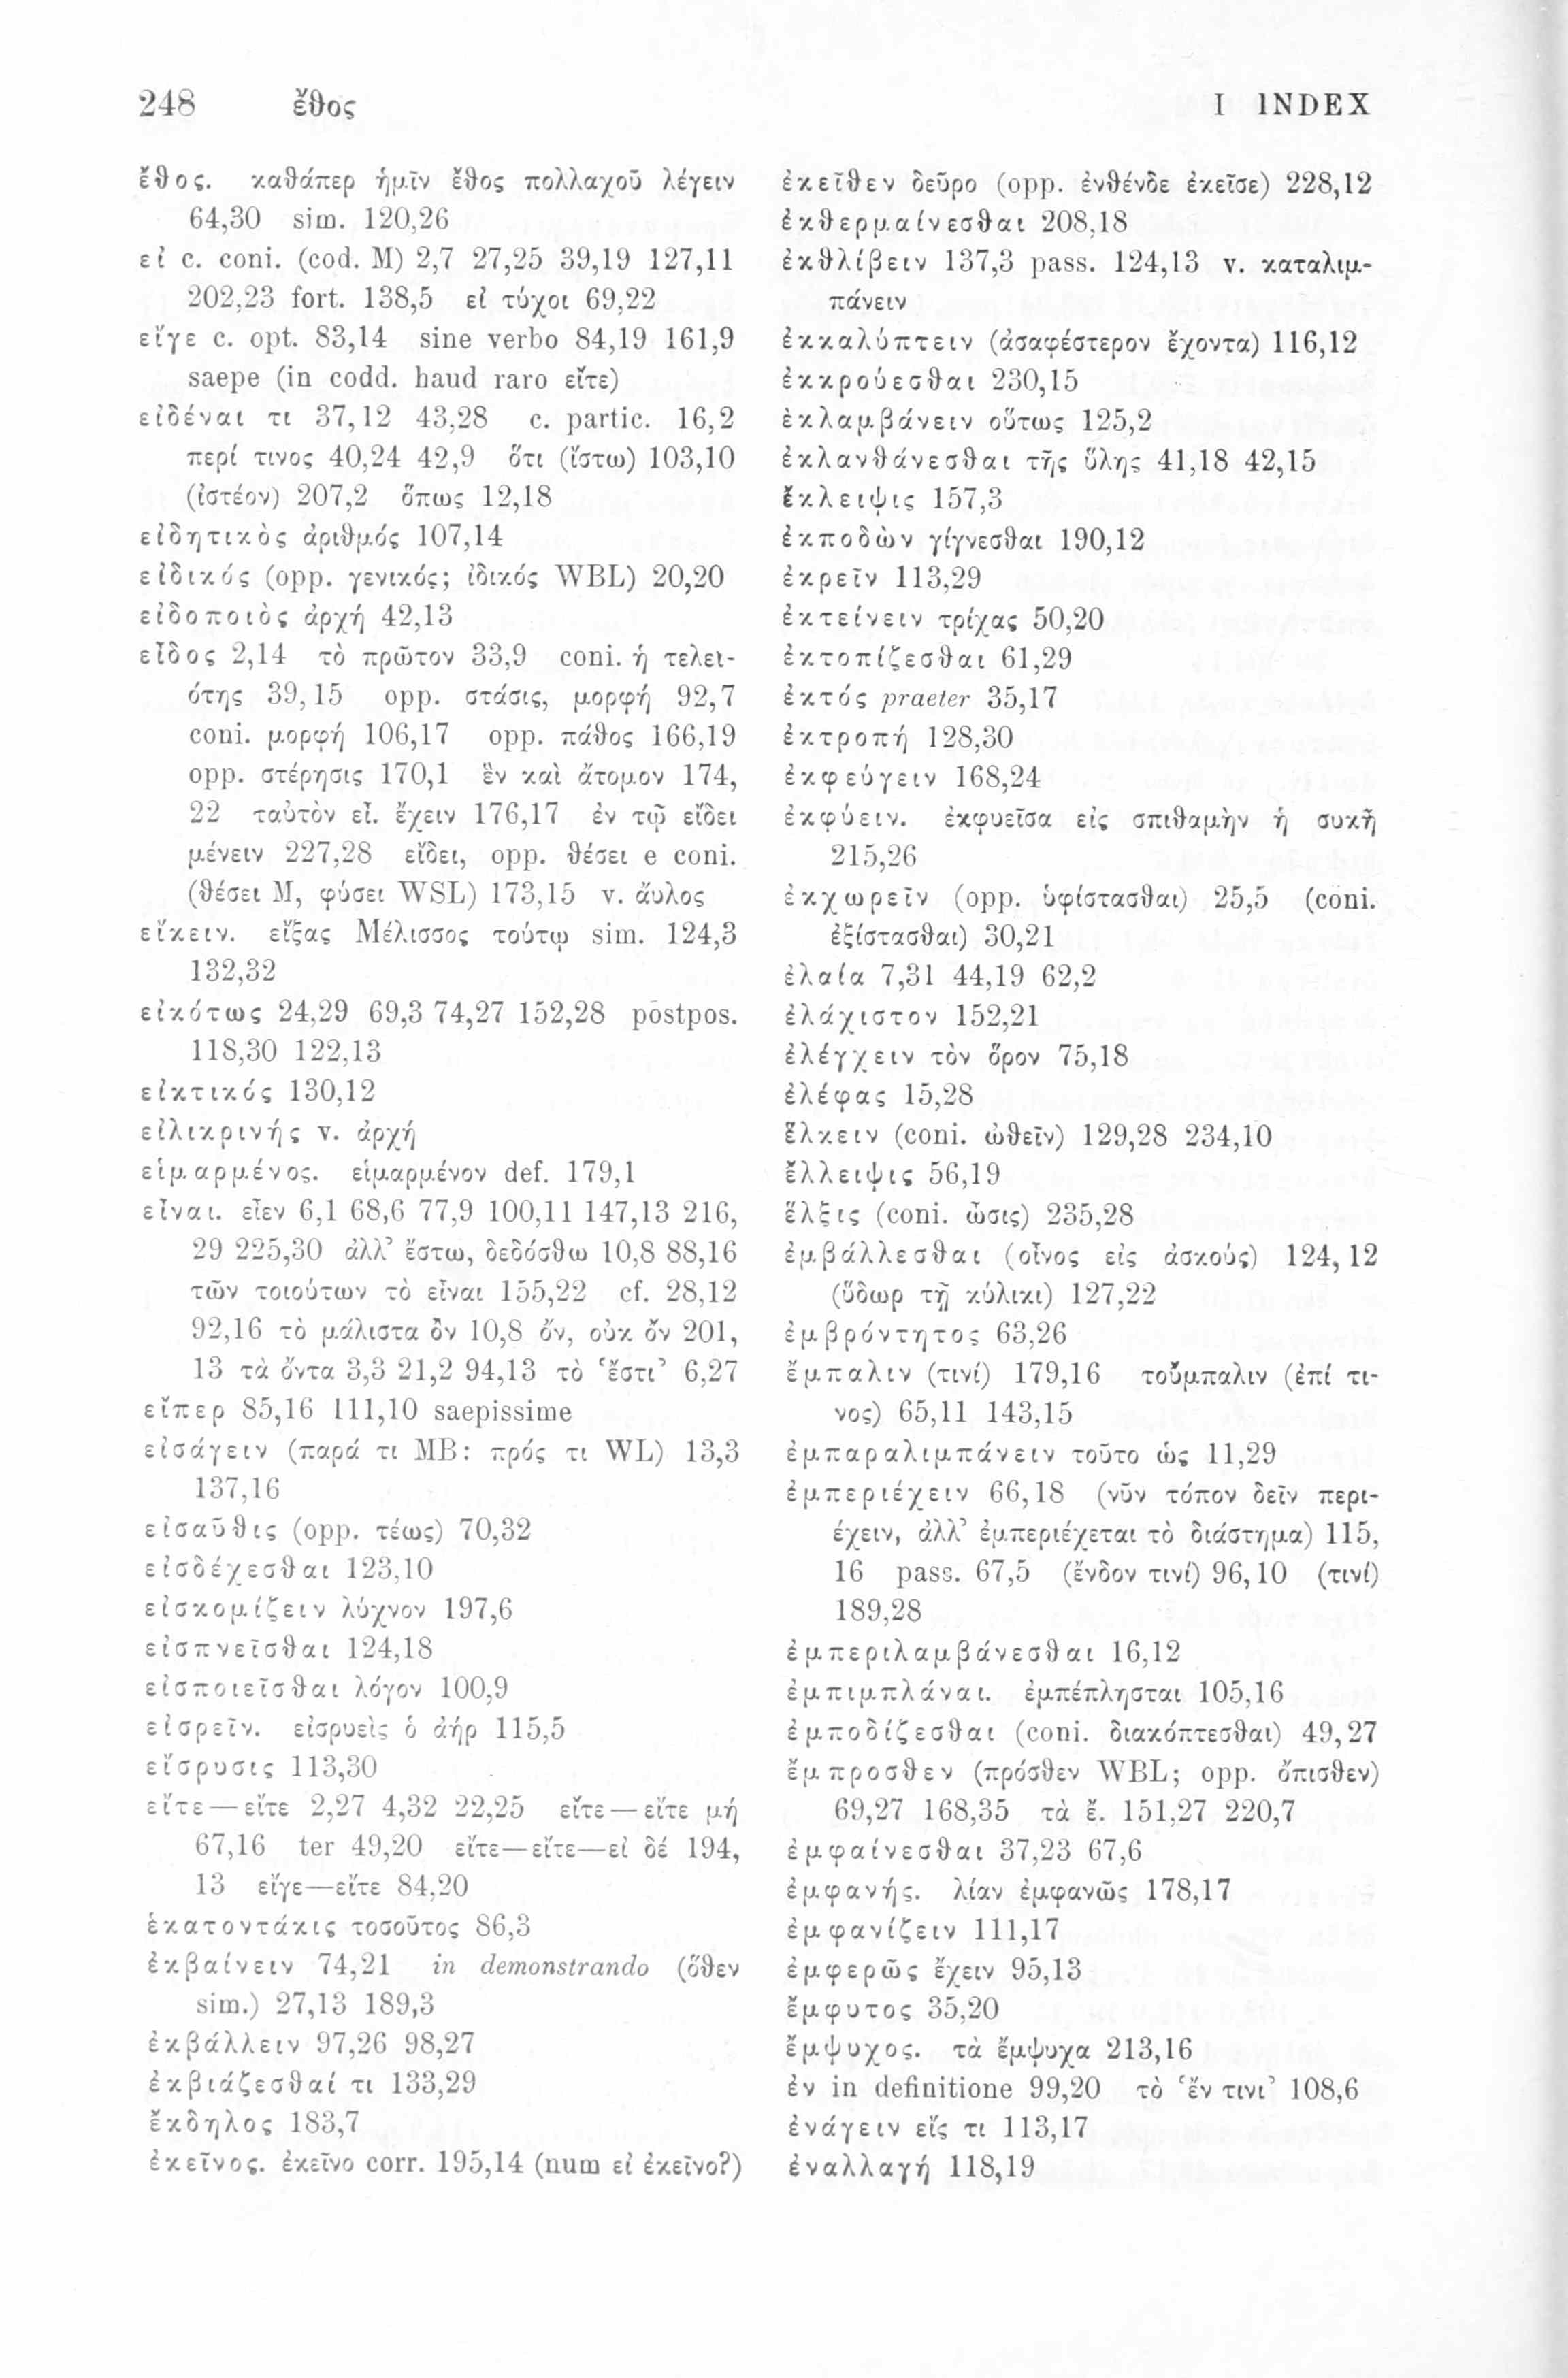 248 ἔθος I INDEX
ἔθος. καθάπερ ἡμῖν ἔθος πολλαχοῦ λέγειν
64,30 sim. 120,26
εἰ c. coni. (cod. M) 2,7 27,25 39,19 127,11
202,23 fort. 138,5 εἰ τύχοι 69,22
εἴγε c. opt. 83,14 sine verbo 84,19 161,9
saepe (in codd. haud raro εἴτε)
εἰδέναι τι 37,12 43,28 c. partic. 16,2
περί τινος 40,24 42,9 ὅτι (ἴστω) 103,10
(ἰστέον) 207,2 ὅπως 12,18
εἰδητικὸς ἀριθμός 107,14
εἰδικός (opp. γενικός; ἰδικός WBL) 20,20
εἰδοποιὸς ἀρχή 42,13
εἶδος 2,14 τὸ πρῶτον 33,9 coni. ἡ τελει-
ότης 39,15 opp. στάσις, μορφή 92,7
coni. μορφή 106,17 opp. πάθος 166,19
opp. στέρησις 170,1 ἓν καὶ ἄτομον 174,
22 ταὐτὸν εἶ. ἔχειν 176,17 ἐν τῷ εἴδει
μένειν 227,28 εἴδει, opp. θέσει e coni.
(θέσει M, φύσει WSL) 173,15 v. ἄυλος
εἴκειν. εἴξας Μέλισσος τούτῳ sim. 124,3
132,32
εἰκότως 24,29 69,3 74,27 152,28 postpos.
118,30 122,13
εἰκτικός 130,12
εἰλικρινής v. ἀρχή
εἱμαρμένος. εἱμαρμένον def. 179,1
εἶναι. εἶεν 6,1 68,6 77,9 100,11 147,13 216,
29 225,30 ἀλλ’ ἔστω, δεδόσθω 10,8 88,16
τῶν τοιούτων τὸ εἶναι 155,22 cf. 28,12
92,16 τὸ μάλιστα ὂν 10,8 ὄν, οὐκ ὄν 201,
13 τὰ ὄντα 3,3 21,2 94,13 τὸ ‘ἔστι’ 6,27
εἴπερ 85,16 111,10 saepissime
εἰσάγειν (παρά τι MB: πρός τι WL) 13,3
137,16
εἰσαῦθις (opp. τέως) 70,32
εἰσδέχεσθαι 123,10
εἰσκομίζειν λύχνον 197,6
εἰσπνεῖσθαι 124,18
εἰσποιεῖσθαι λόγον 100,9
εἰσρεῖν. εἰσρυεὶς ὁ ἀήρ 115,5
εἴσρυσις 113,30
εἴτε—εἴτε 2,27 4,32 22,25 εἴτε—εἴτε μή
67,16 ter 49,20 εἴτε—εἴτε—εἰ δέ 194,
13 εἴγε—εἴτε 84,20
ἑκατοντάκις τοσοῦτος 86,3
ἐκβαίνειν 74,21 in demonstrando (ὅθεν
sim.) 27,13 189,3
ἐκβάλλειν 97,26 98,27
ἐκβιάζεσθαί τι 133,29
ἔκδηλος 183,7
ἐκεῖνος. ἐκεῖνο corr. 195,14 (num εἰ ἐκεῖνο?)
ἐκεῖθεν δεῦρο (opp. ἐνθένδε ἐκεῖσε) 228,12
ἐκθερμαίνεσθαι 208,18
ἐκθλίβειν 137,3 pass. 124,13 v. καταλιμ-
πάνειν
ἐκκαλύπτειν (ἀσαφέστερον ἔχοντα) 116,12
ἐκκρούεσθαι 230,15
ἐκλαμβάνειν οὕτως 125,2
ἐκλανθάνεσθαι τῆς ὕλης 41,18 42,15
ἔκλειψις 157,3
ἐκποδὼν γίγνεσθαι 190,12
ἐκρεῖν 113,29
ἐκτείνειν τρίχας 50,20
ἐκτοπίζεσθαι 61,29
ἐκτός praeter 35,17
ἐκτροπή 128,30
ἐκφεύγειν 168,24
ἐκφύειν. ἐκφυεῖσα εἰς σπιθαμὴν ἡ συκῆ
215,26
ἐκχωρεῖν (opp. ὑφίστασθαι) 25,5 (coni.
ἐξίστασθαι) 30,21
ἐλαία 7,31 44,19 62,2
ἐλάχιστον 152,21
ἐλέγχειν τὸν ὅρον 75,18
ἐλέφας 15,28
ἕλκειν (coni. ὠθεῖν) 129,28 234,10
ἔλλειψις 56,19
ἕλξις (coni. ὦσις) 235,28
ἐμβάλλεσθαι (οἶνος εἰς ἀσκούς) 124,12
(ὕδωρ τῇ κύλικι) 127,22
ἐμβρόντητος 63,26
ἔμπαλιν (τινί) 179,16 τοὔμπαλιν (ἐπί τι-
νος) 65,11 143,15
ἐμπαραλιμπάνειν τοῦτο ὡς 11,29
ἐμπεριέχειν 66,18 (νῦν τόπον δεῖν περι-
έχειν, ἀλλ’ ἐμπεριέχεται τὸ διάστημα) 115,
16 pass. 67,5 (ἔνδον τινί) 96,10 (τινί)
189,28
ἐμπεριλαμβάνεσθαι 16,12
ἐμπιμπλάναι. ἐμπέπλησται 105,16
ἐμποδίζεσθαι (coni. διακόπτεσθαι) 49,27
ἔμπροσθεν (πρόσθεν WBL; opp. ὄπισθεν)
69,27 168,35 τὰ ἔ. 151,27 220,7
ἐμφαίνεσθαι 37,23 67,6
ἐμφανής. λίαν ἐμφανῶς 178,17
ἐμφανίζειν 111,17
ἐμφερῶς ἔχειν 95,13
ἔμφυτος 35,20
ἔμψυχος. τὰ ἔμψυχα 213,16
ἐν in definitione 99,20 τὸ ‘ἔν τινι’ 108,6
ἐνάγειν εἴς τι 113,17
ἐναλλαγή 118,19